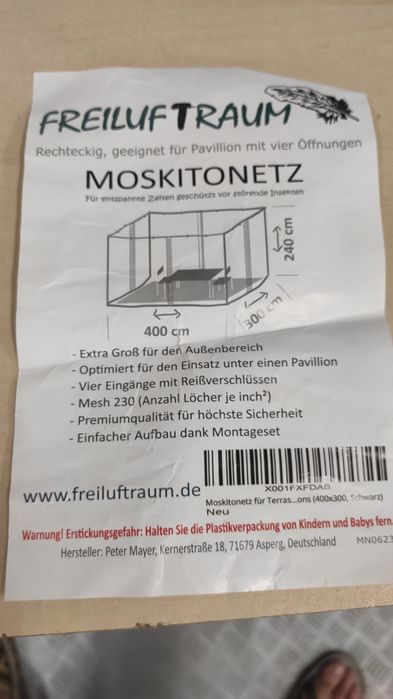 FREILUFTRAUM
Rechteckig, geeignet für Pavillion mit vier Öffnungen
MOSKITONETZ
Für entspannte Zeiten geschützt vor störende Insekten
240 cm
400 cm
300 cm
- Extra Groß für den Außenbereich
- Optimiert für den Einsatz unter einen Pavillion
- Vier Eingänge mit Reißverschlüssen
- Mesh 230 (Anzahl Löcher je inch²)
- Premiumqualität für höchste Sicherheit
- Einfacher Aufbau dank Montageset
X001FXFDAB
www.freiluftraum.de
Moskitonetz für Terras...ons (400x300, Schwarz)
Neu
Warnung! Erstickungsgefahr: Halten Sie die Plastikverpackung von Kindern und Babys fern.
Hersteller: Peter Mayer, Kernerstraße 18, 71679 Asperg, Deutschland MN0623